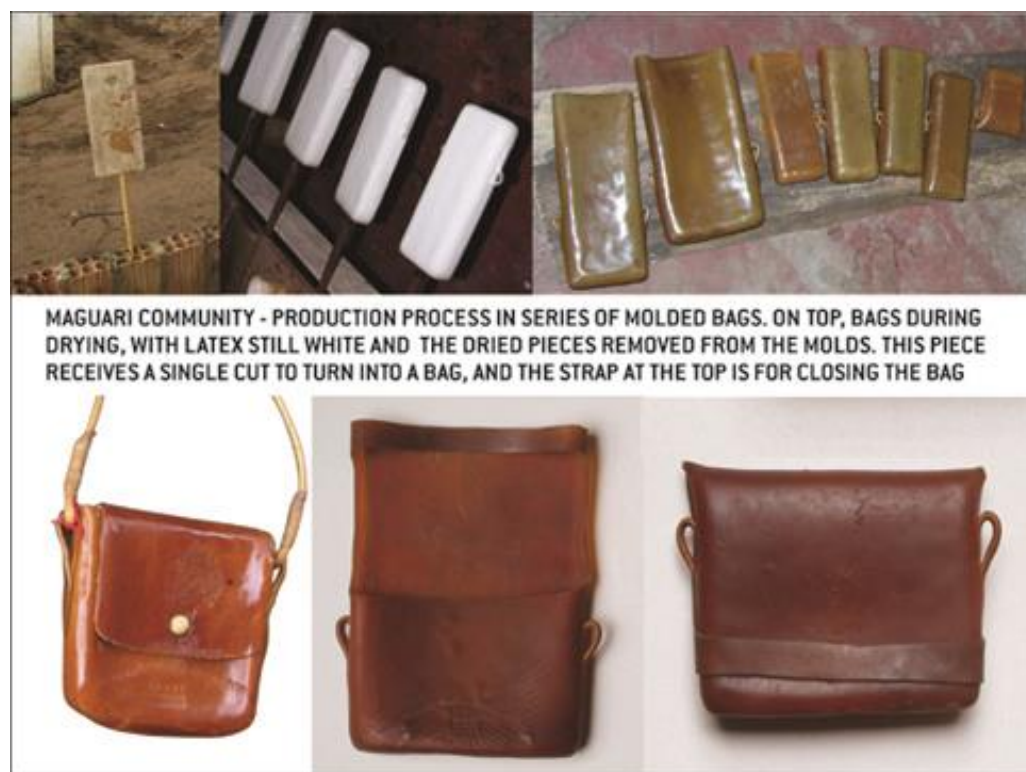 MAGUARI COMMUNITY - PRODUCTION PROCESS IN SERIES OF MOLDED BAGS. ON TOP, BAGS DURING
DRYING, WITH LATEX STILL WHITE AND THE DRIED PIECES REMOVED FROM THE MOLDS. THIS PIECE
RECEIVES A SINGLE CUT TO TURN INTO A BAG, AND THE STRAP AT THE TOP IS FOR CLOSING THE BAG